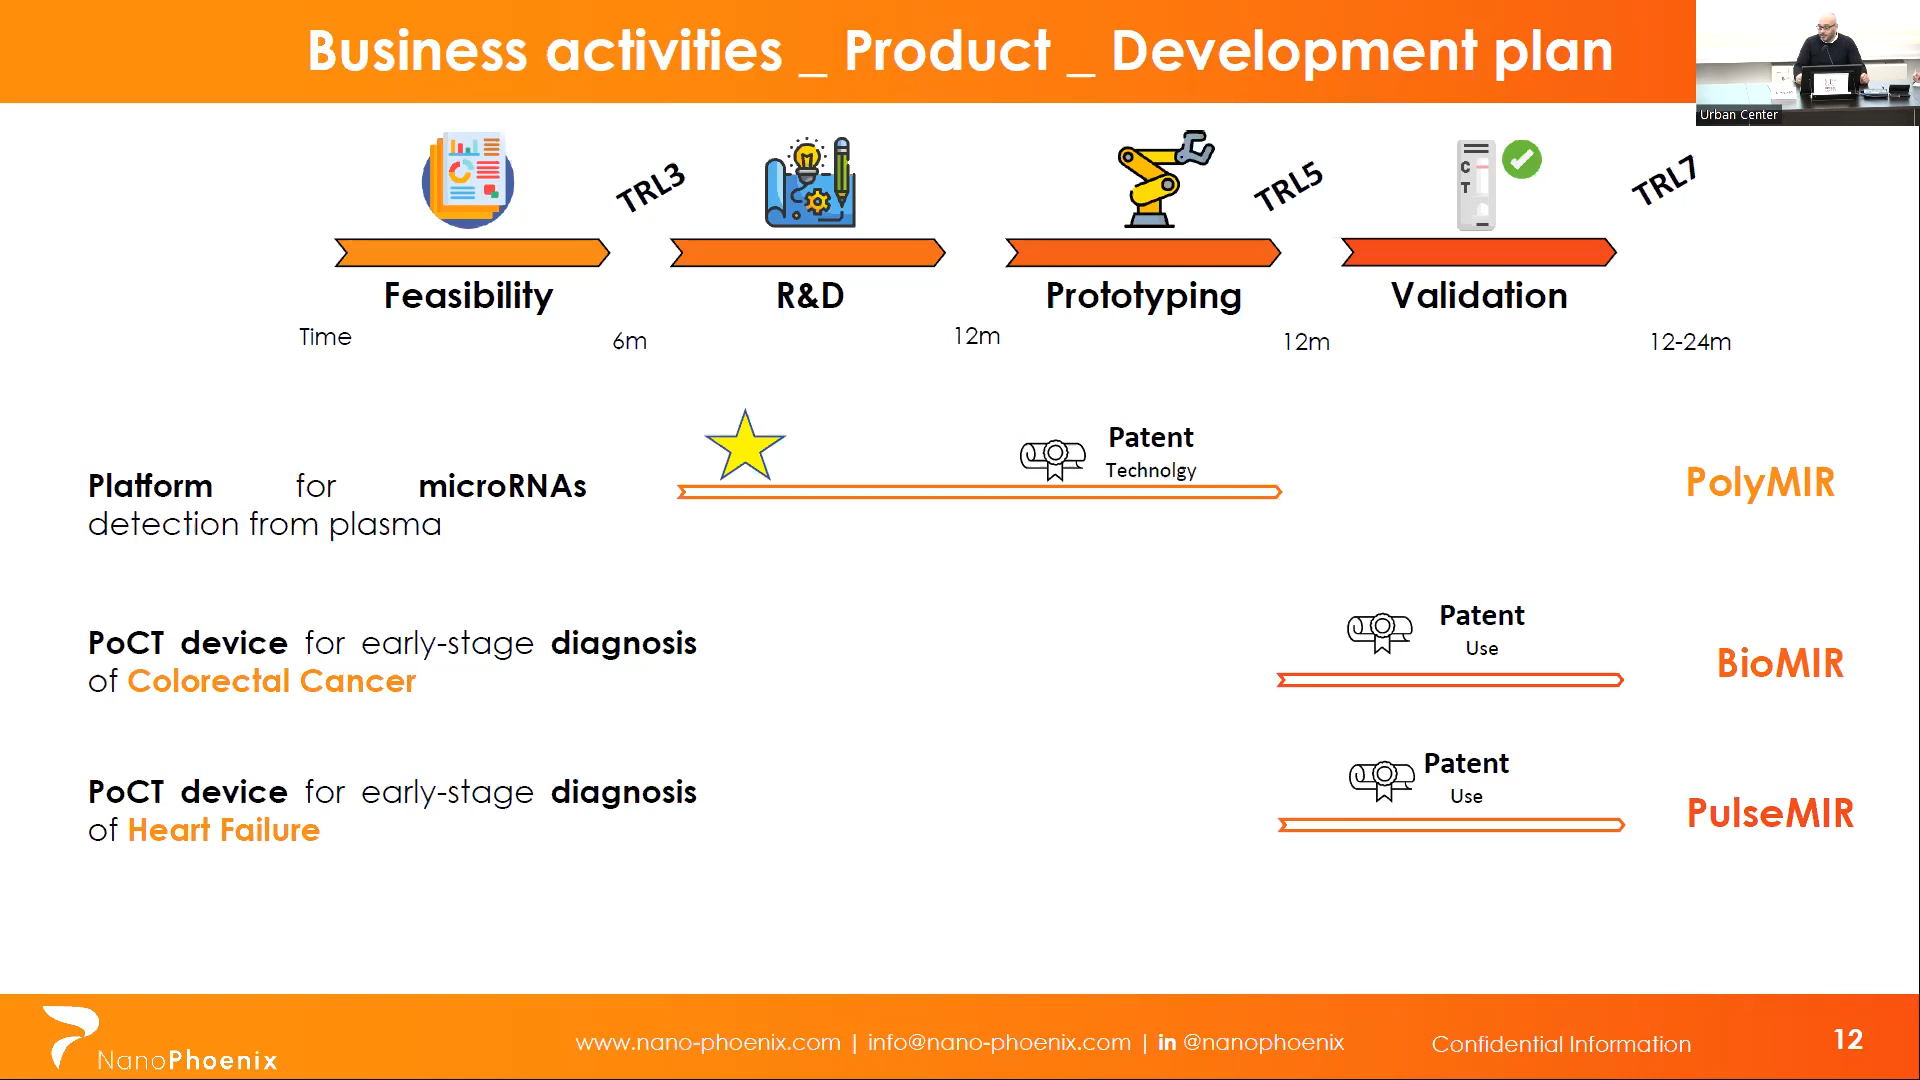 Business activities _ Product _ Development plan
Urban Center
TRL3
TRL5
TRL7
C
T
Feasibility
R&D
Prototyping
Validation
Time
6m
12m
12m
12-24m
Platform for microRNAs
detection from plasma
Patent
Technolgy
PolyMIR
PoCT device for early-stage diagnosis
of Colorectal Cancer
Patent
Use
BioMIR
PoCT device for early-stage diagnosis
of Heart Failure
Patent
Use
PulseMIR
NanoPhoenix
www.nano-phoenix.com | info@nano-phoenix.com | in @nanophoenix
Confidential Information
12